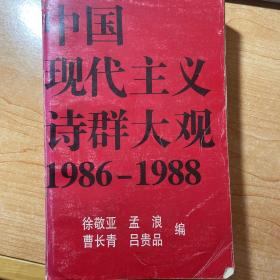 中国
现代主义
诗群大观
1986-1988
徐敬亚 孟浪 编
曹长青 吕贵品